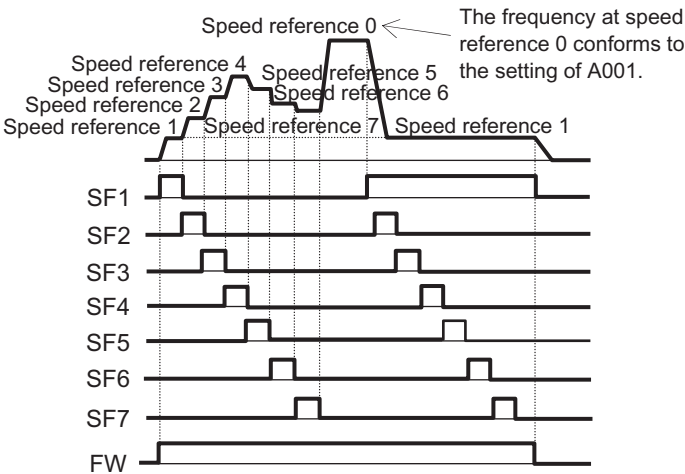 Speed reference 0
The frequency at speed
reference 0 conforms to
the setting of A001.
Speed reference 4
Speed reference 5
Speed reference 3
Speed reference 6
Speed reference 2
Speed reference 1
Speed reference 7
Speed reference 1
SF1
SF2
SF3
SF4
SF5
SF6
SF7
FW